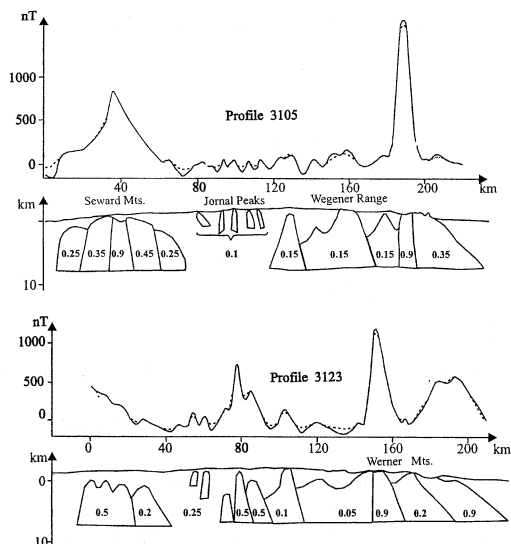 nT
1000
500
0
Profile 3105
40 80 120 160 200 km
km
Seward Mts. Jornal Peaks Wegener Range
0.25 0.35 0.9 0.45 0.25 0.1 0.15 0.15 0.15 0.9 0.35
10
nT
1000
500
0
Profile 3123
0 40 80 120 160 200 km
km
Werner Mts.
0
0.5 0.2 0.25 0.5 0.5 0.1 0.05 0.9 0.2 0.9
10